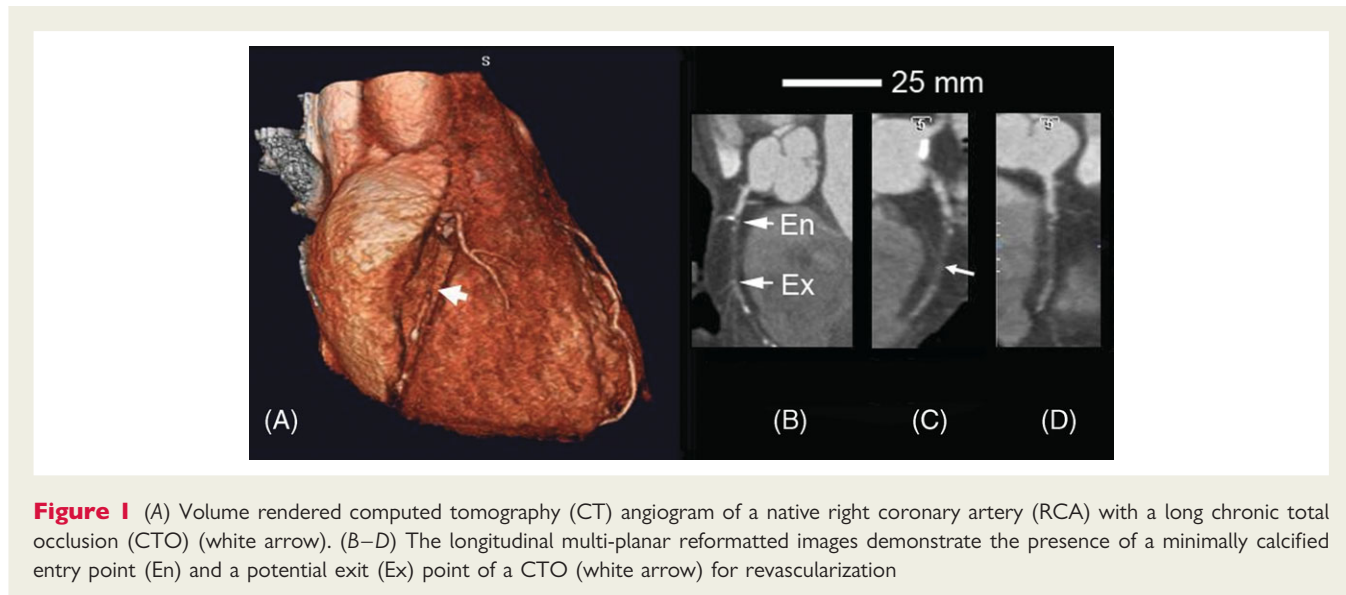 S
25 mm
En
Ex
(A)
(B)
(C)
(D)
Figure 1 (A) Volume rendered computed tomography (CT) angiogram of a native right coronary artery (RCA) with a long chronic total
occlusion (CTO) (white arrow). (B–D) The longitudinal multi-planar reformatted images demonstrate the presence of a minimally calcified
entry point (En) and a potential exit (Ex) point of a CTO (white arrow) for revascularization